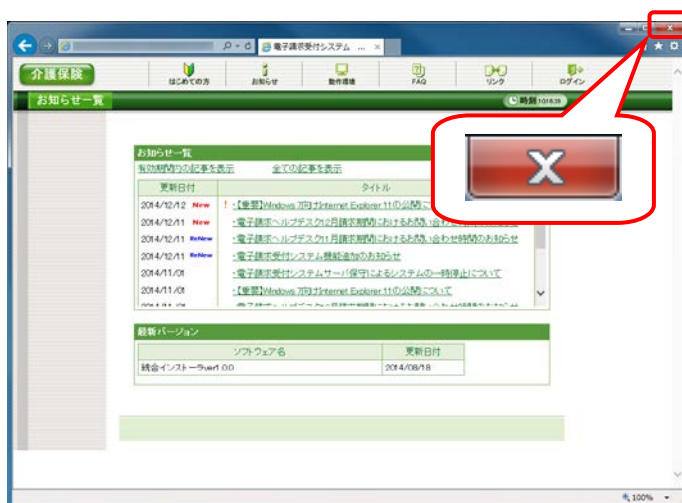 電子請求受付システム ...
介護保険
はじめての方
お知らせ
動作環境
FAQ
リンク
ログイン
お知らせ一覧
時刻
お知らせ一覧
有効期間内の記事を表示 全ての記事を表示
更新日付 タイトル
2014/12/12 New ! ・【重要】Windows 7向けInternet Explorer 11の公開に
2014/12/11 New ・電子請求ヘルプデスク12月請求期間におけるお問い合わせ
2014/12/11 ReNew ・電子請求ヘルプデスク11月請求期間におけるお問い合わせ時間のお知らせ
2014/12/11 ReNew ・電子請求受付システム機能追加のお知らせ
2014/11/01 ・電子請求受付システムサーバ保守によるシステムの一時停止について
2014/11/01 ・【重要】Windows 7向けInternet Explorer 11の公開について
最新バージョン
ソフトウェア名 更新日付
統合インストーラver1.0.0 2014/08/18
100%